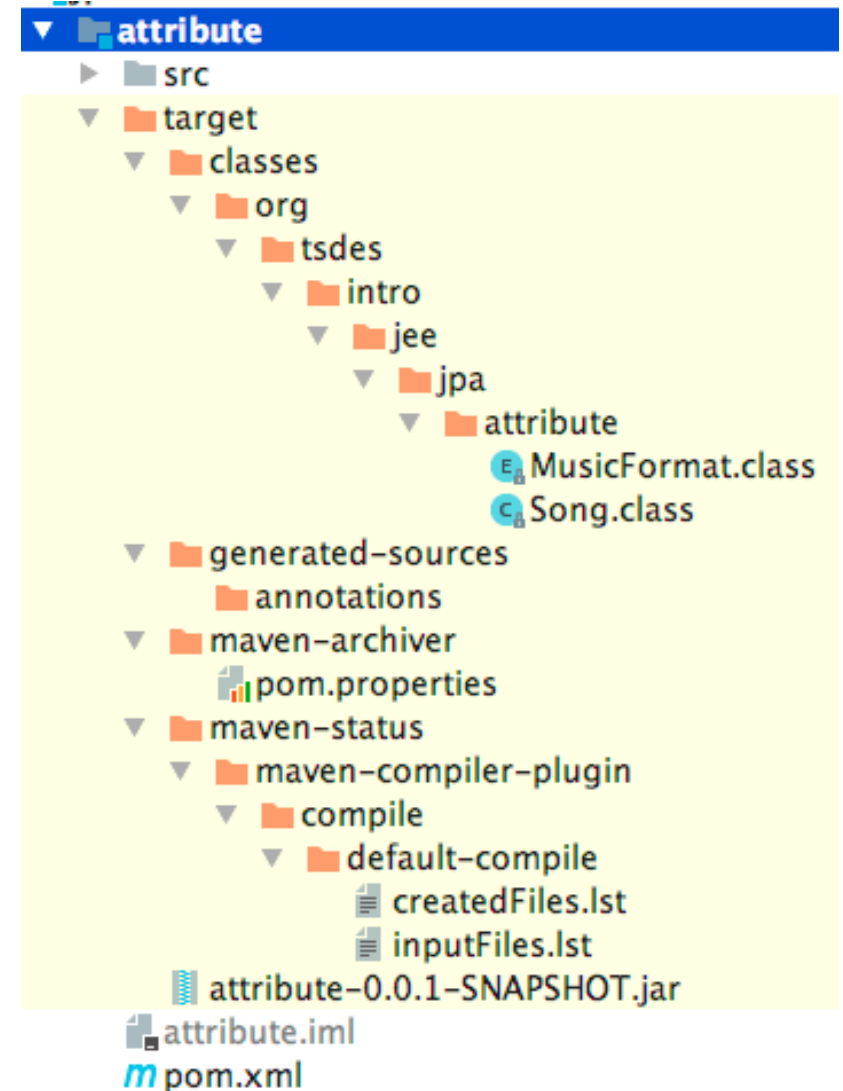 attribute
src
target
classes
org
tsdes
intro
jee
jpa
attribute
E MusicFormat.class
C Song.class
generated-sources
annotations
maven-archiver
pom.properties
maven-status
maven-compiler-plugin
compile
default-compile
createdFiles.lst
inputFiles.lst
attribute-0.0.1-SNAPSHOT.jar
attribute.iml
m pom.xml